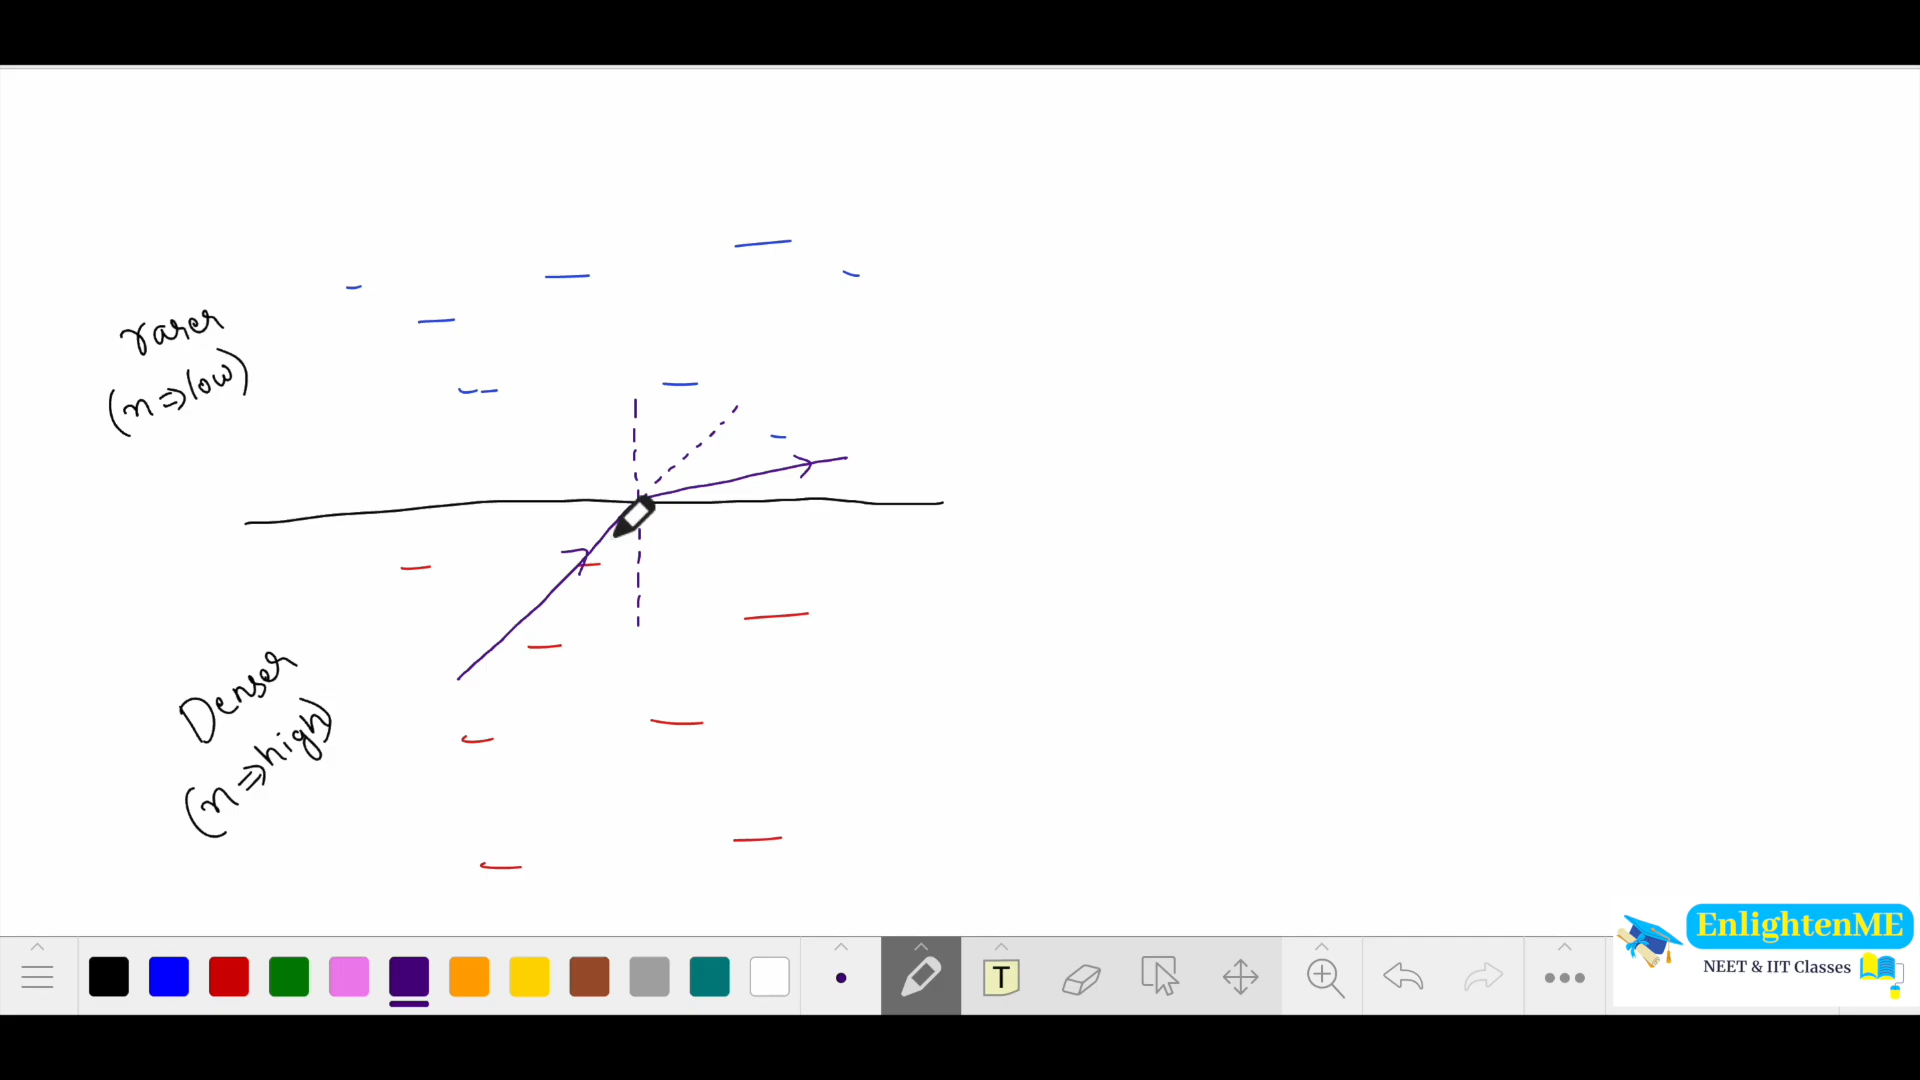 rarer
(n⇒low)
Denser
(n⇒high)
T
EnlightenME
NEET & IIT Classes